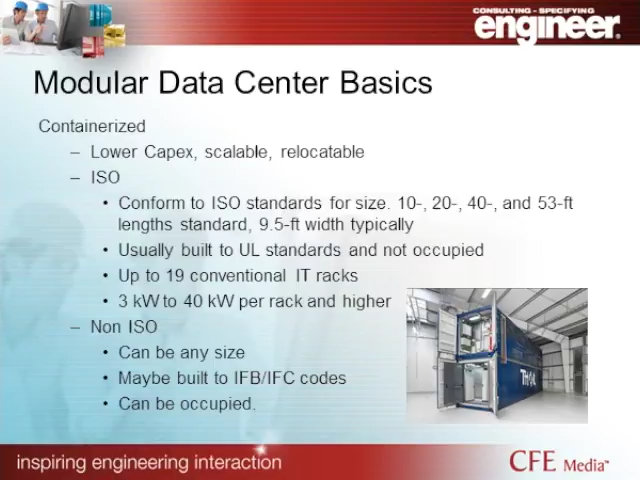 CONSULTING - SPECIFYING
engineer.
Modular Data Center Basics
Containerized
– Lower Capex, scalable, relocatable
– ISO
• Conform to ISO standards for size. 10-, 20-, 40-, and 53-ft
lengths standard, 9.5-ft width typically
• Usually built to UL standards and not occupied
• Up to 19 conventional IT racks
• 3 kW to 40 kW per rack and higher
– Non ISO
• Can be any size
• Maybe built to IFB/IFC codes
• Can be occupied.
inspiring engineering interaction
CFE Media™